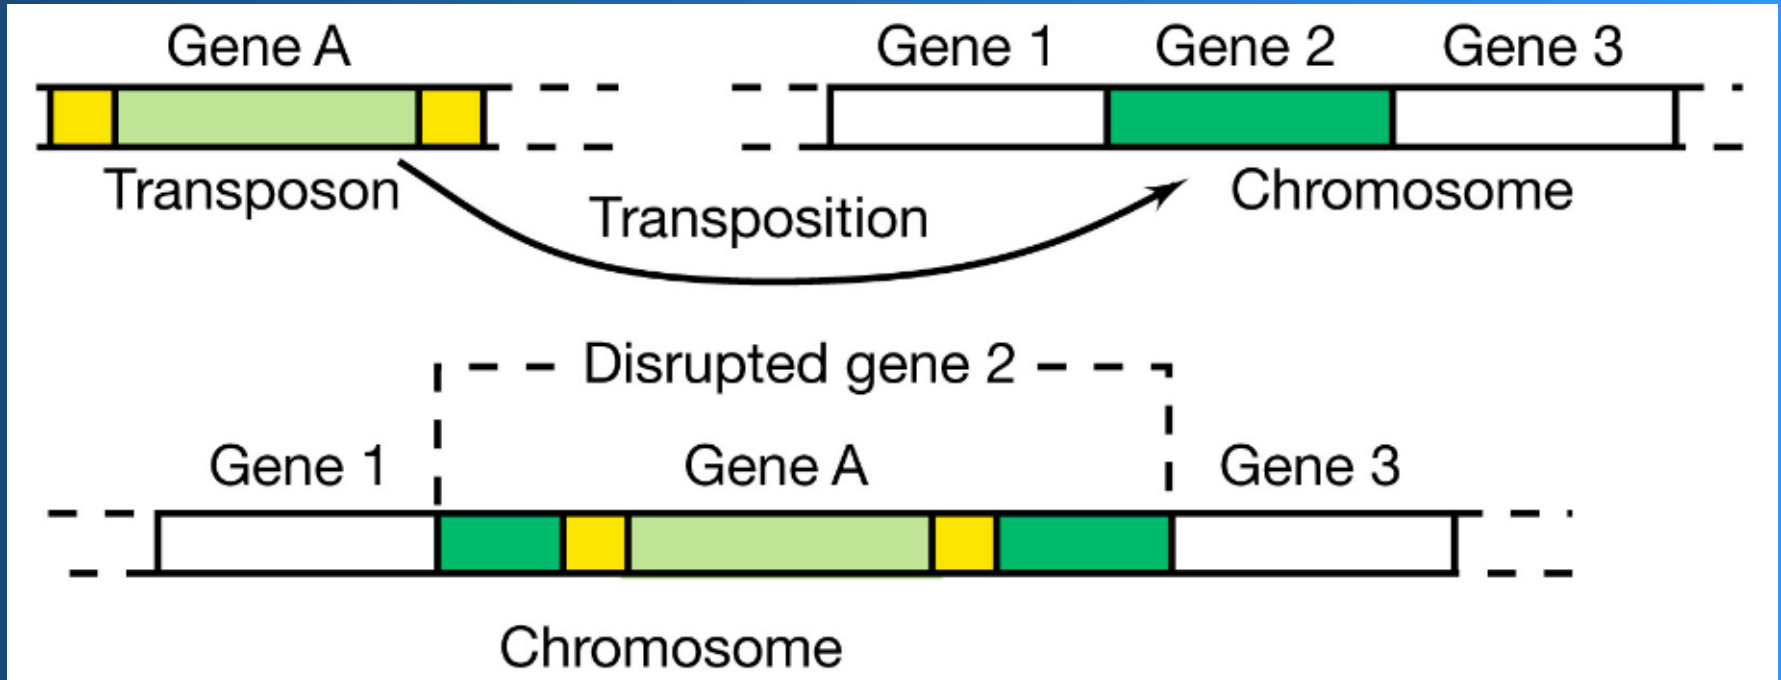 Gene A
Gene 1 Gene 2 Gene 3
Transposon
Transposition
Chromosome
Disrupted gene 2
Gene 1 Gene A Gene 3
Chromosome